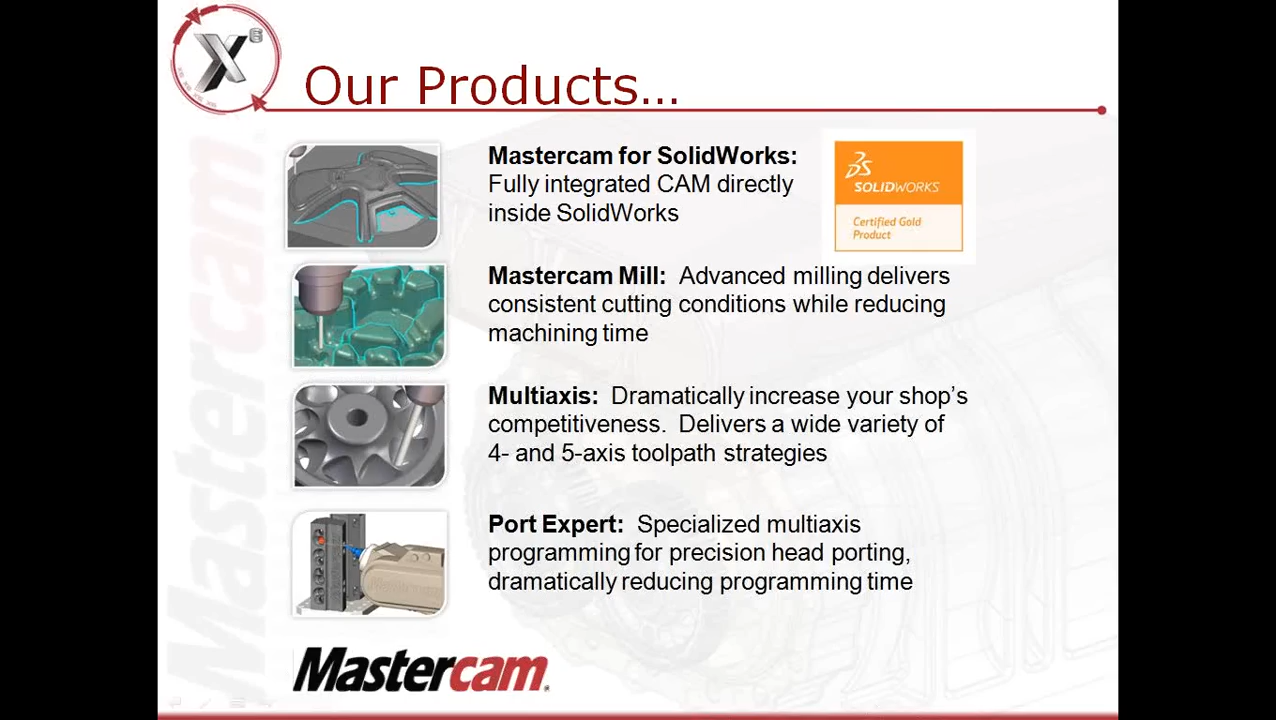 X6
Our Products...
Mastercam for SolidWorks:
Fully integrated CAM directly
inside SolidWorks
SOLIDWORKS
Certified Gold
Product
Mastercam Mill: Advanced milling delivers
consistent cutting conditions while reducing
machining time
Multiaxis: Dramatically increase your shop's
competitiveness. Delivers a wide variety of
4- and 5-axis toolpath strategies
Port Expert: Specialized multiaxis
programming for precision head porting,
dramatically reducing programming time
Mastercam
Mastercam